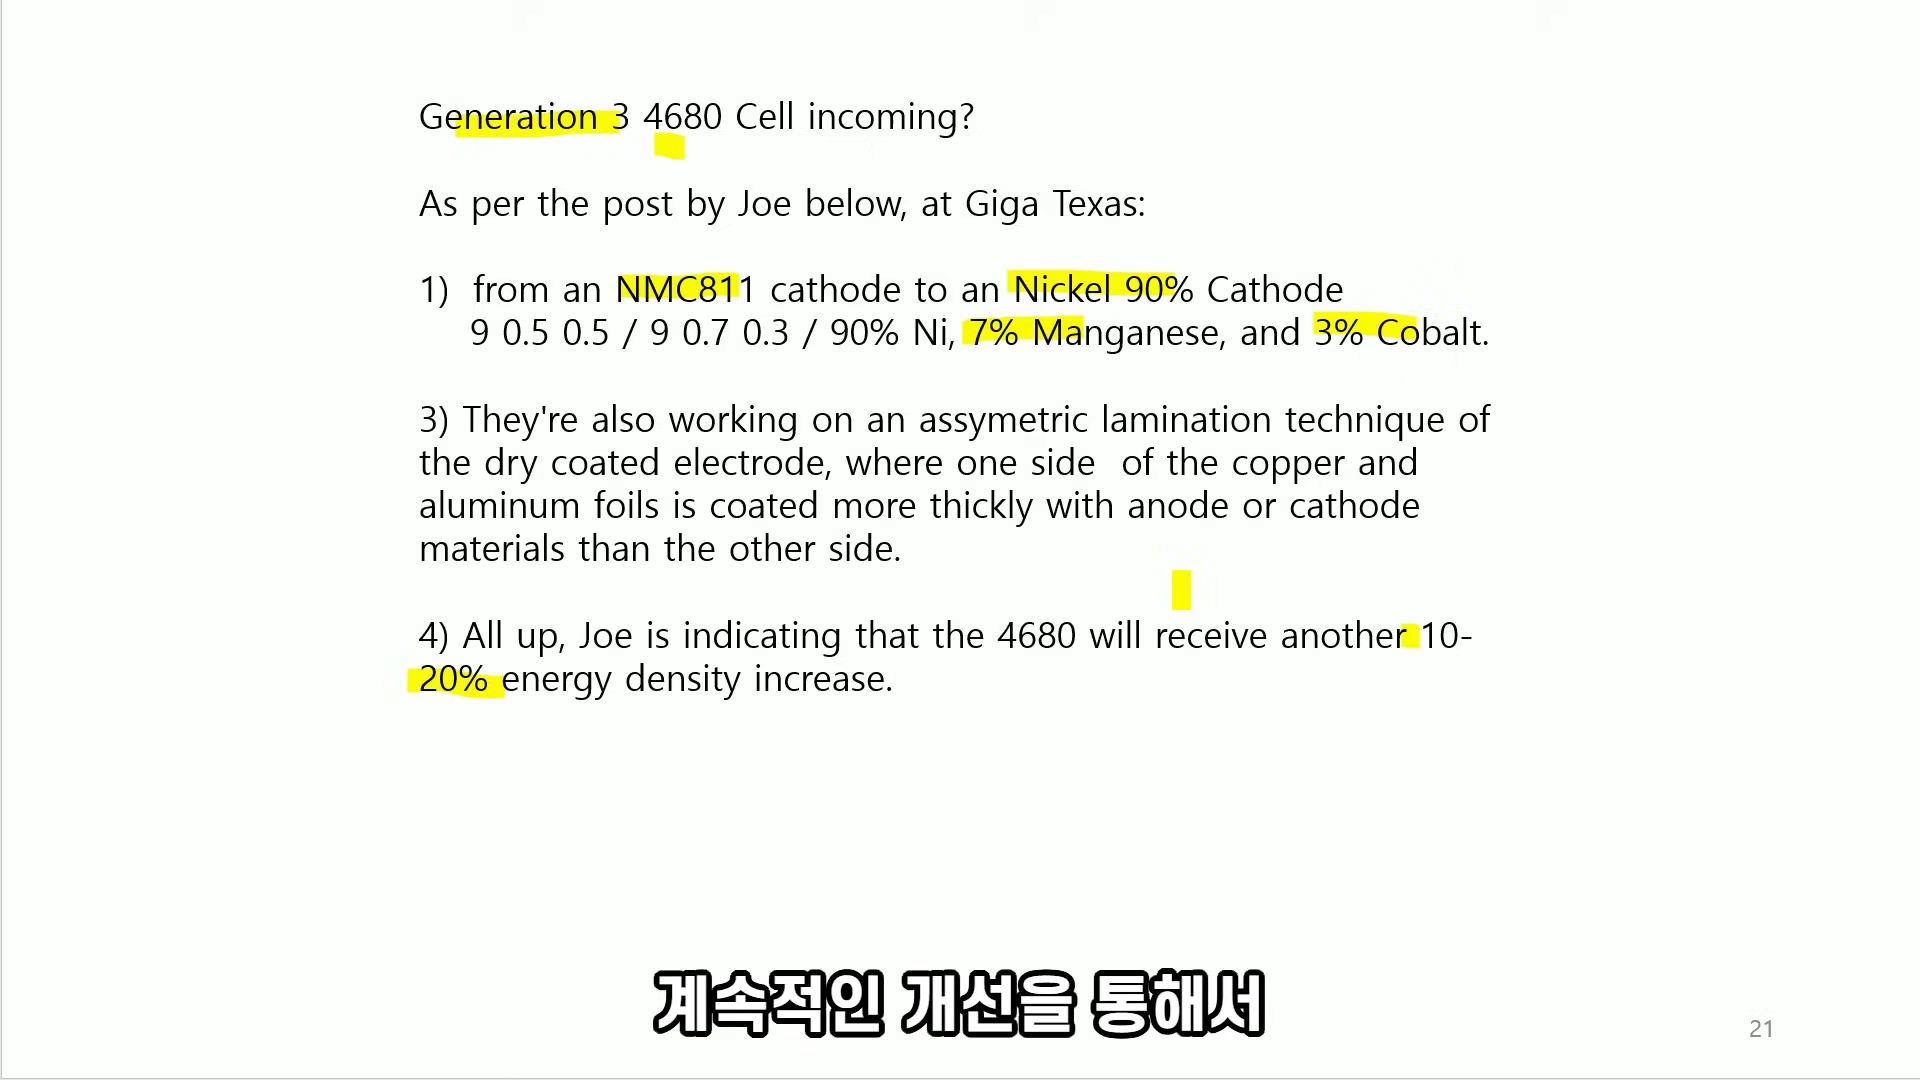 Generation 3 4680 Cell incoming?
As per the post by Joe below, at Giga Texas:
1) from an NMC811 cathode to an Nickel 90% Cathode
9 0.5 0.5 / 9 0.7 0.3 / 90% Ni, 7% Manganese, and 3% Cobalt.
3) They're also working on an assymetric lamination technique of
the dry coated electrode, where one side of the copper and
aluminum foils is coated more thickly with anode or cathode
materials than the other side.
4) All up, Joe is indicating that the 4680 will receive another 10-
20% energy density increase.
계속적인 개선을 통해서
21